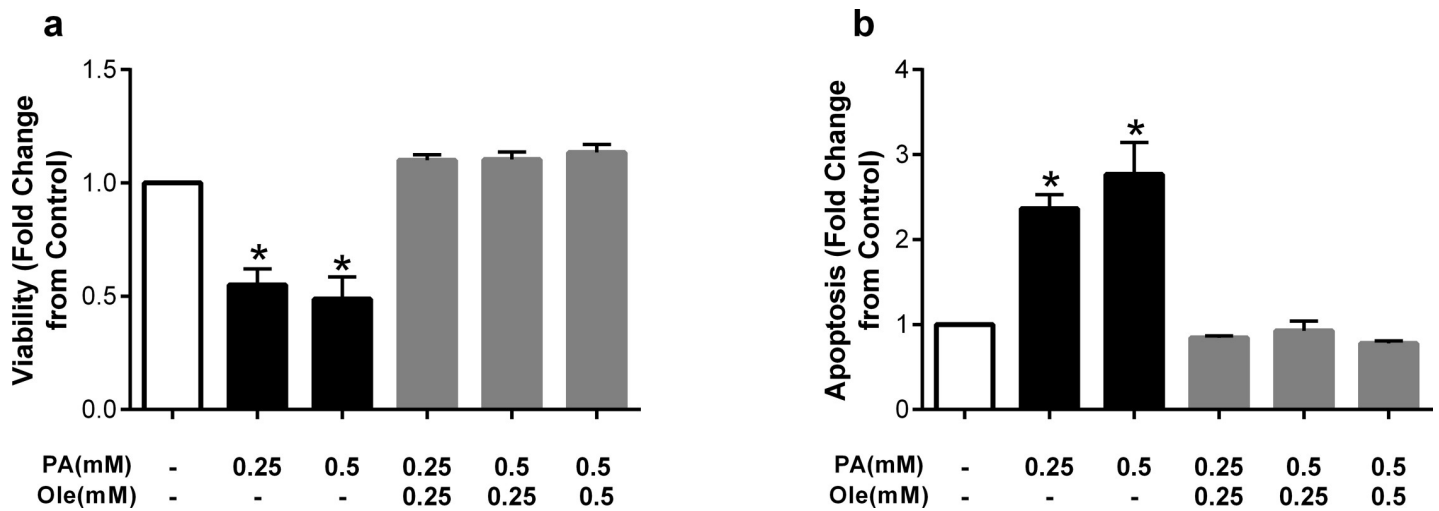 a
Viability (Fold Change
from Control)
1.5
1.0
0.5
0.0
*
*
PA(mM) - 0.25 0.5 0.25 0.5 0.5
Ole(mM) - - - 0.25 0.25 0.5
b
Apoptosis (Fold Change
from Control)
4
3
2
1
0
*
*
- 0.25 0.5 0.25 0.5 0.5
- - - 0.25 0.25 0.5
PA(mM)
Ole(mM)